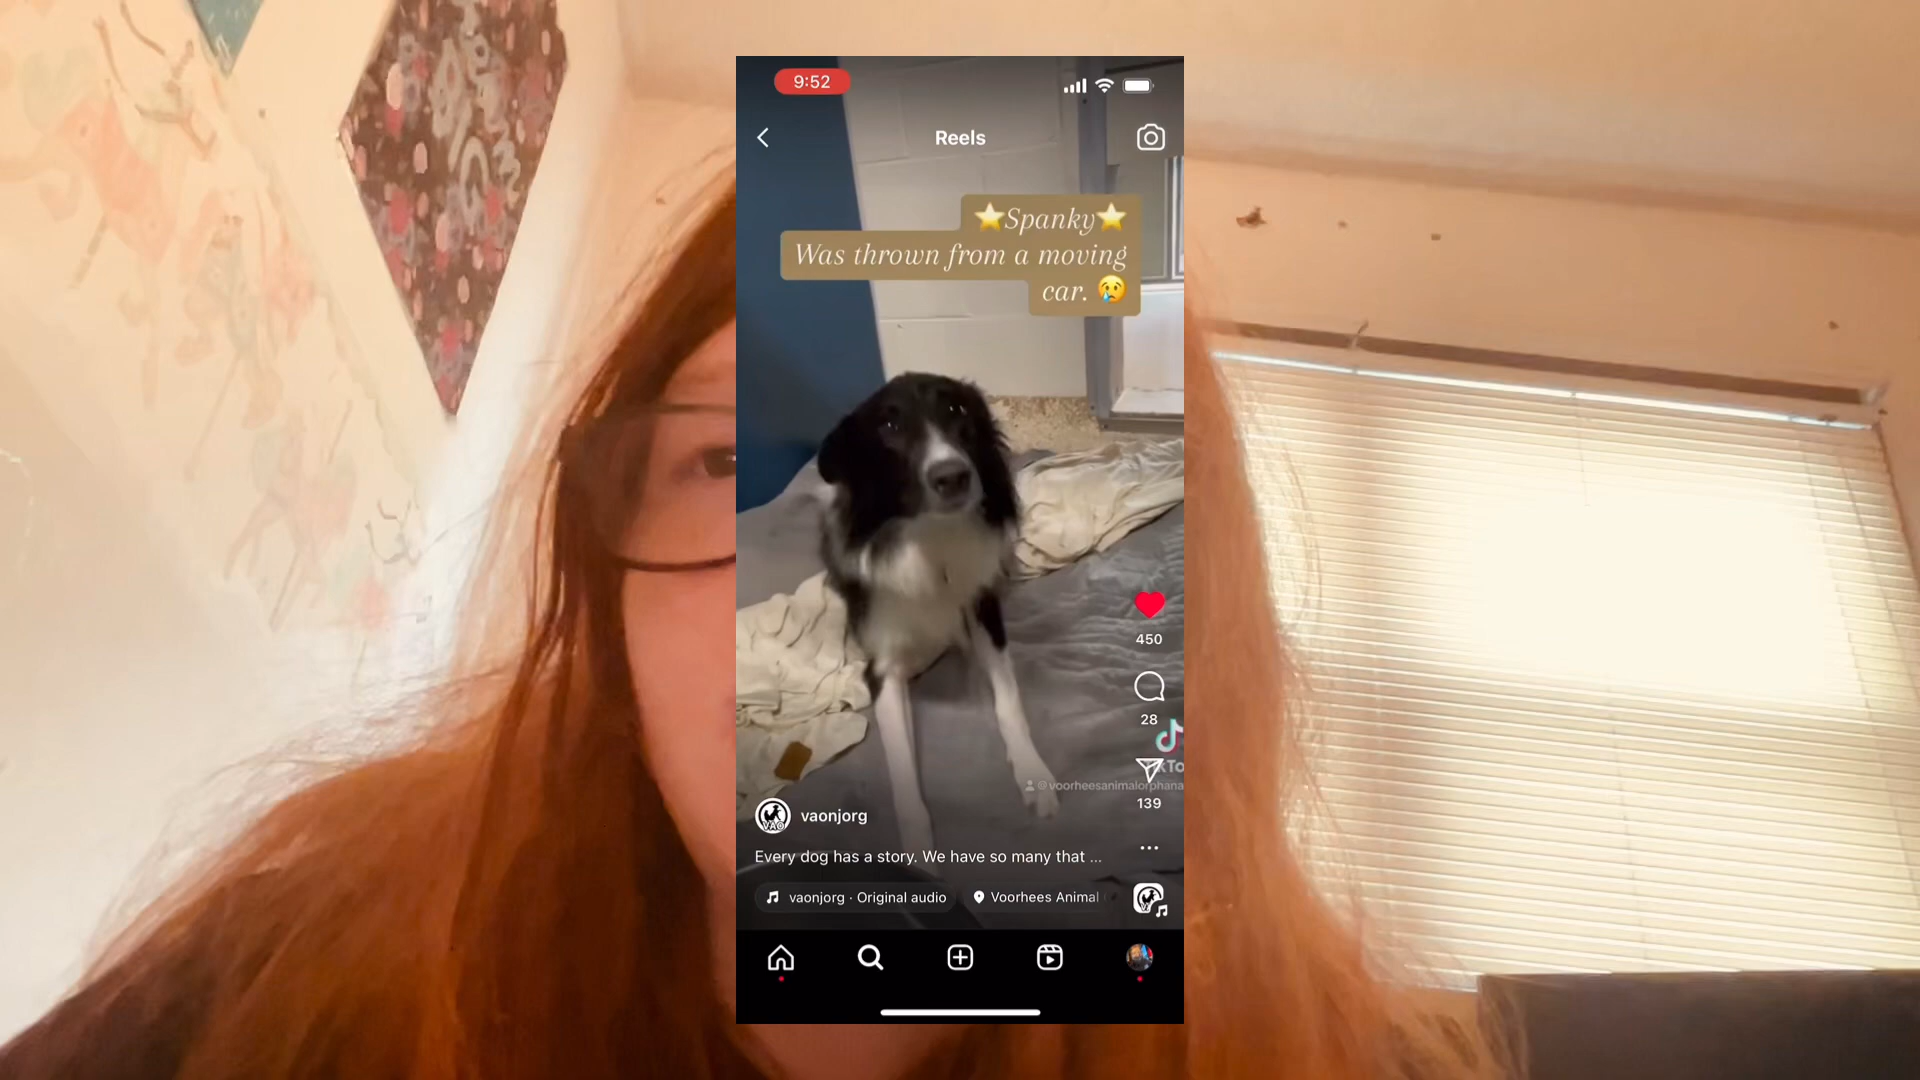 9:52
Reels
⭐Spanky⭐
Was thrown from a moving
car. 😢
450
28
@voorheesanimalorphana
139
VAO
vaonjorg
Every dog has a story. We have so many that ...
vaonjorg · Original audio
Voorhees Animal